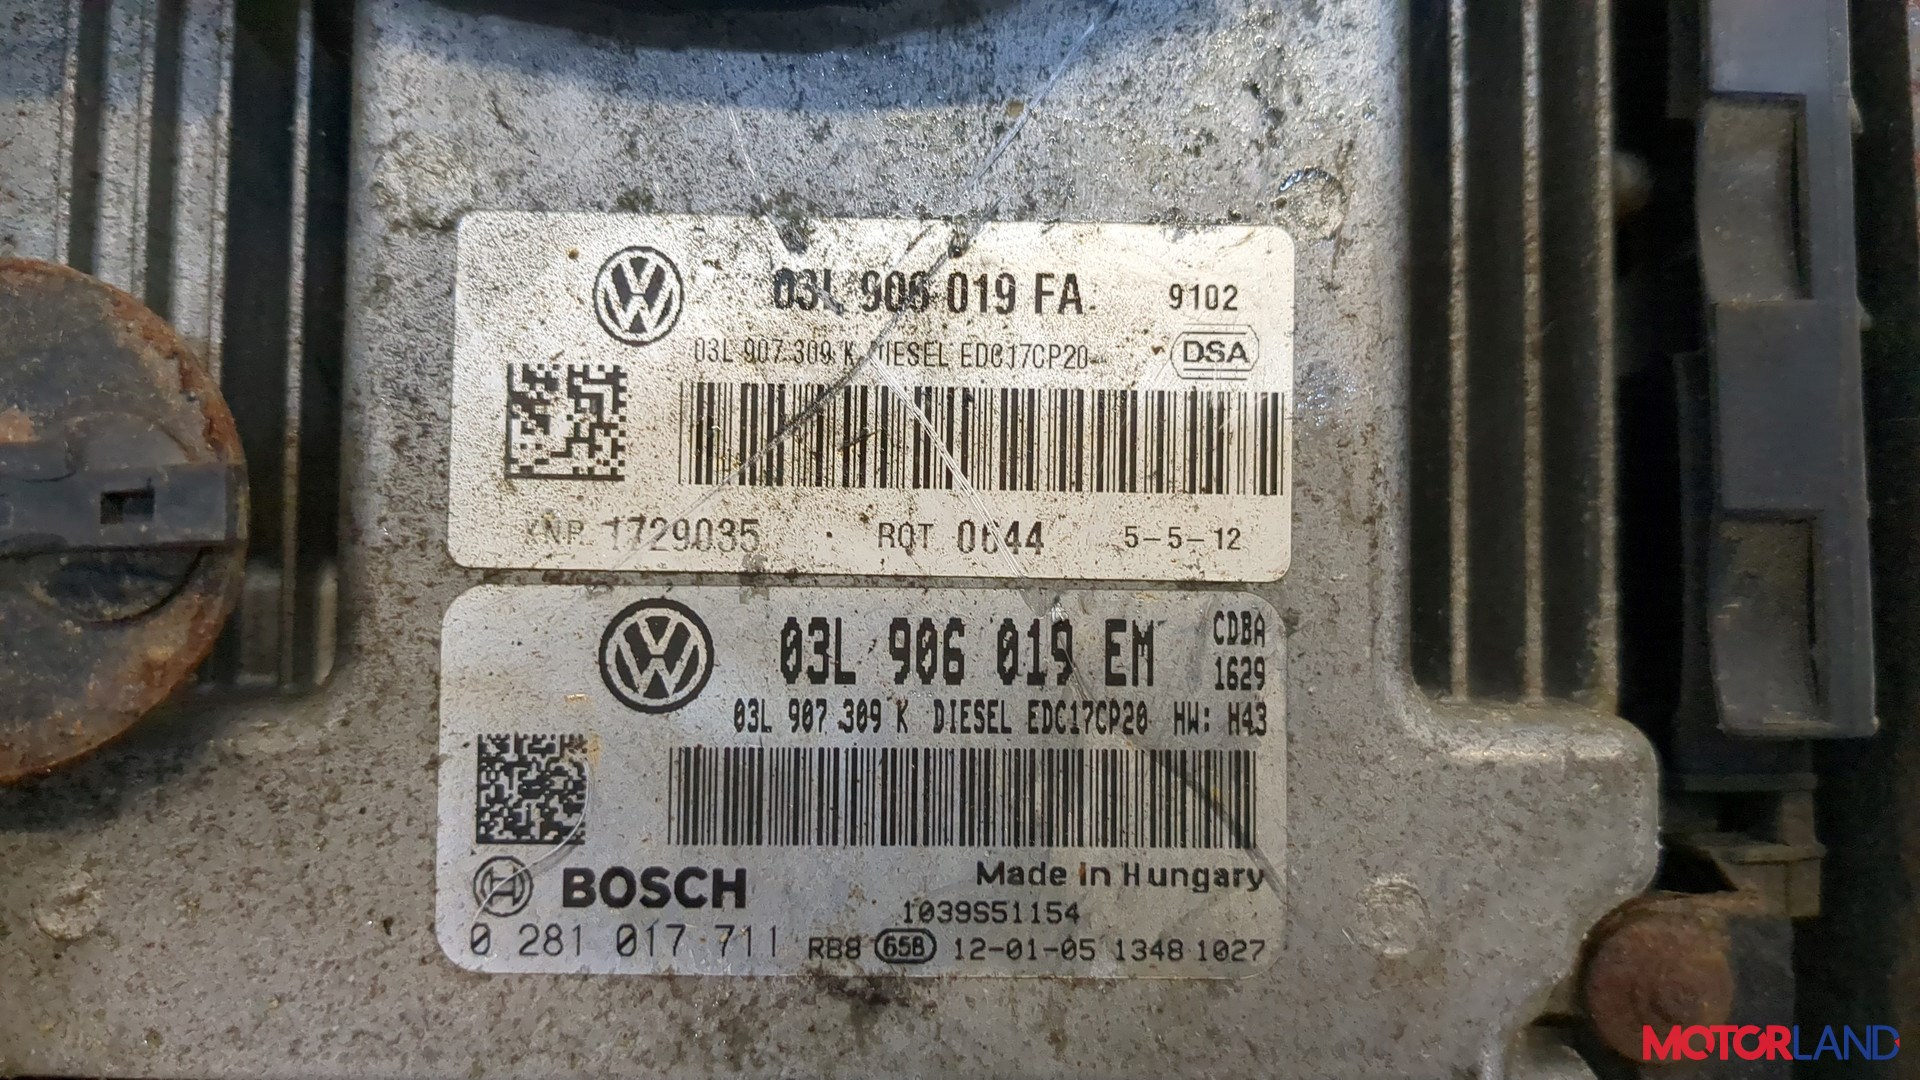 03L 906 019 FA 9102
03L 907 309 K DIESEL EDC17CP20
DSA
KNR 1729035 RQT 0644 5-5-12
03L 906 019 EM CDBA
1629
03L 907 309 K DIESEL EDC17CP20 HW: H43
BOSCH Made in Hungary
1039S51154
0 281 017 711 RB8 65B 12-01-05 1348 1027
MOTORLAND